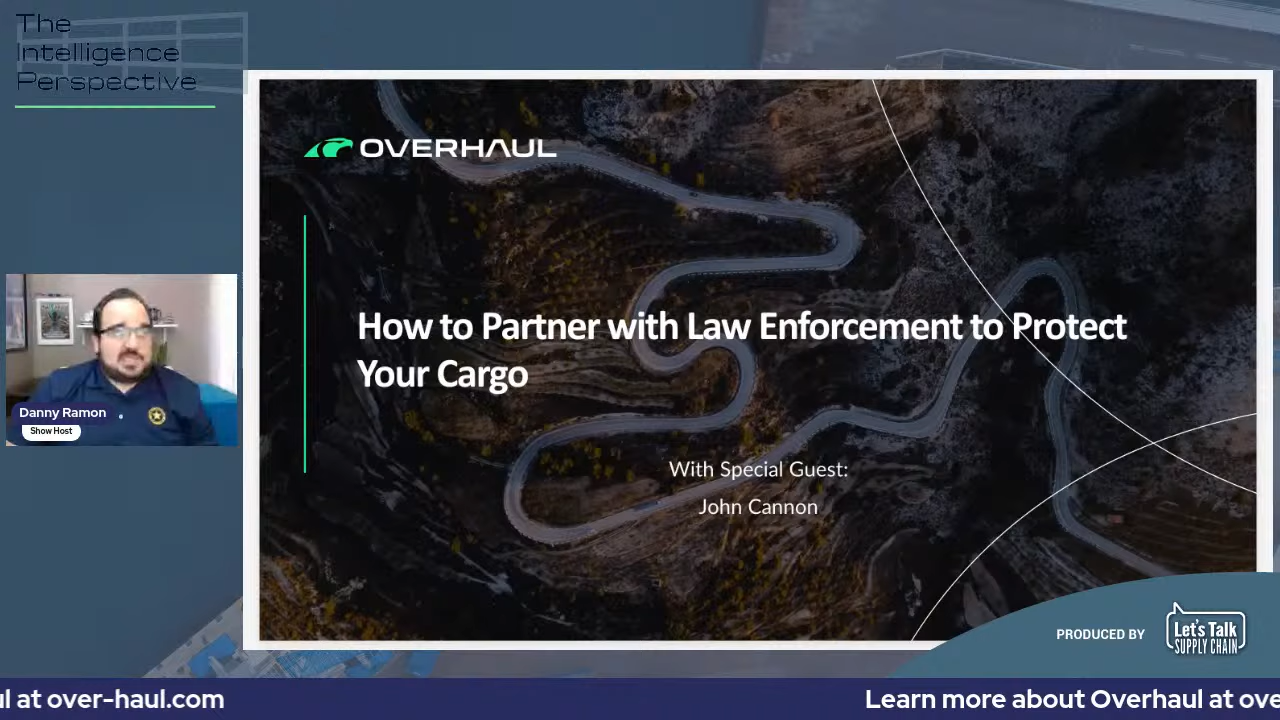 The
Intelligence
Perspective
OVERHAUL
How to Partner with Law Enforcement to Protect
Your Cargo
With Special Guest:
John Cannon
Danny Ramon
Show Host
PRODUCED BY
Let's Talk
SUPPLY CHAIN
ul at over-haul.com
Learn more about Overhaul at ove